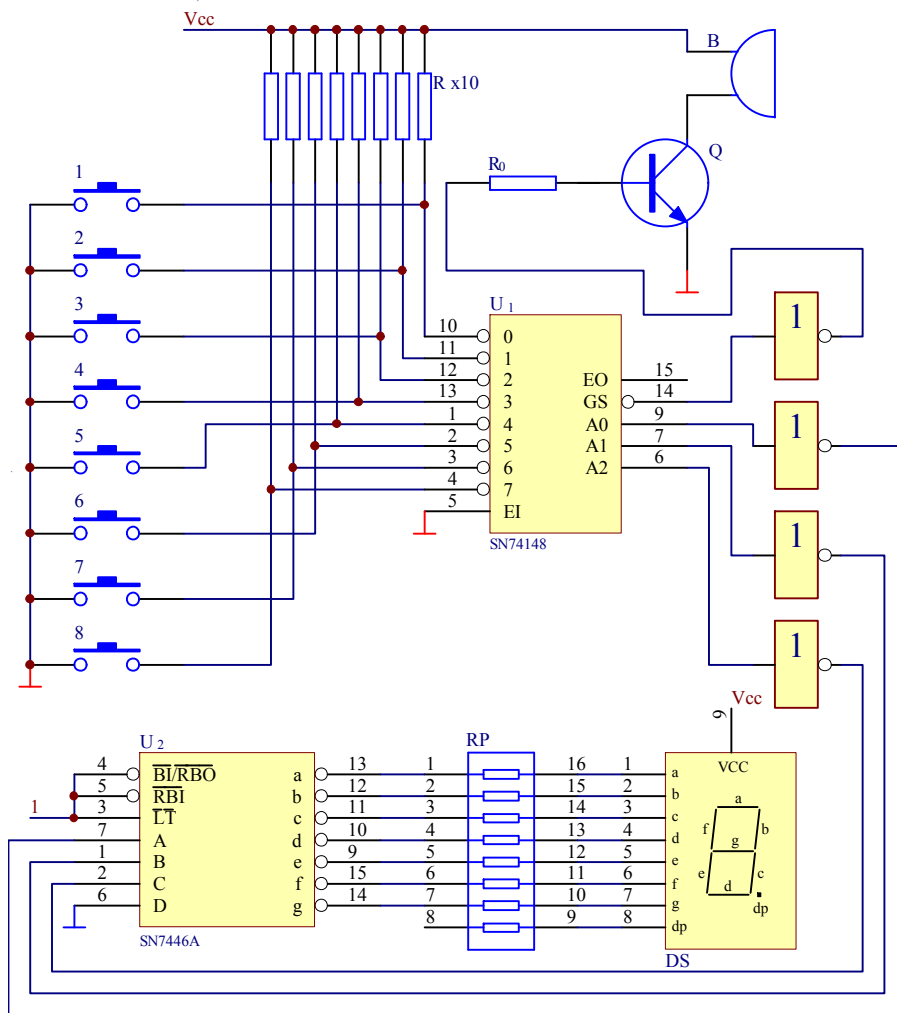 Vcc
B
R x10
Q
R0
1
2
3
4
5
6
7
8
U 1
10 0
11 1
12 2
13 3
1 4
2 5
3 6
4 7
5 EI
EO 15
GS 14
A0 9
A1 7
A2 6
SN74148
1
1
1
1
U 2
4 BI/RBO
5 RBI
1
3 LT
7 A
1 B
2 C
6 D
a 13
b 12
c 11
d 10
e 9
f 15
g 14
SN7446A
RP
1 16
2 15
3 14
4 13
5 12
6 11
7 10
8 9
Vcc
9
VCC
1 a
2 b
3 c
4 d
5 e
6 f
7 g
8 dp
a
f b
g
e c
d
dp
DS